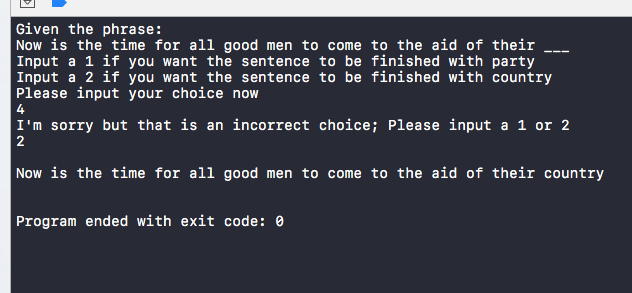 Given the phrase:
Now is the time for all good men to come to the aid of their ___
Input a 1 if you want the sentence to be finished with party
Input a 2 if you want the sentence to be finished with country
Please input your choice now
4
I'm sorry but that is an incorrect choice; Please input a 1 or 2
2
Now is the time for all good men to come to the aid of their country
Program ended with exit code: 0